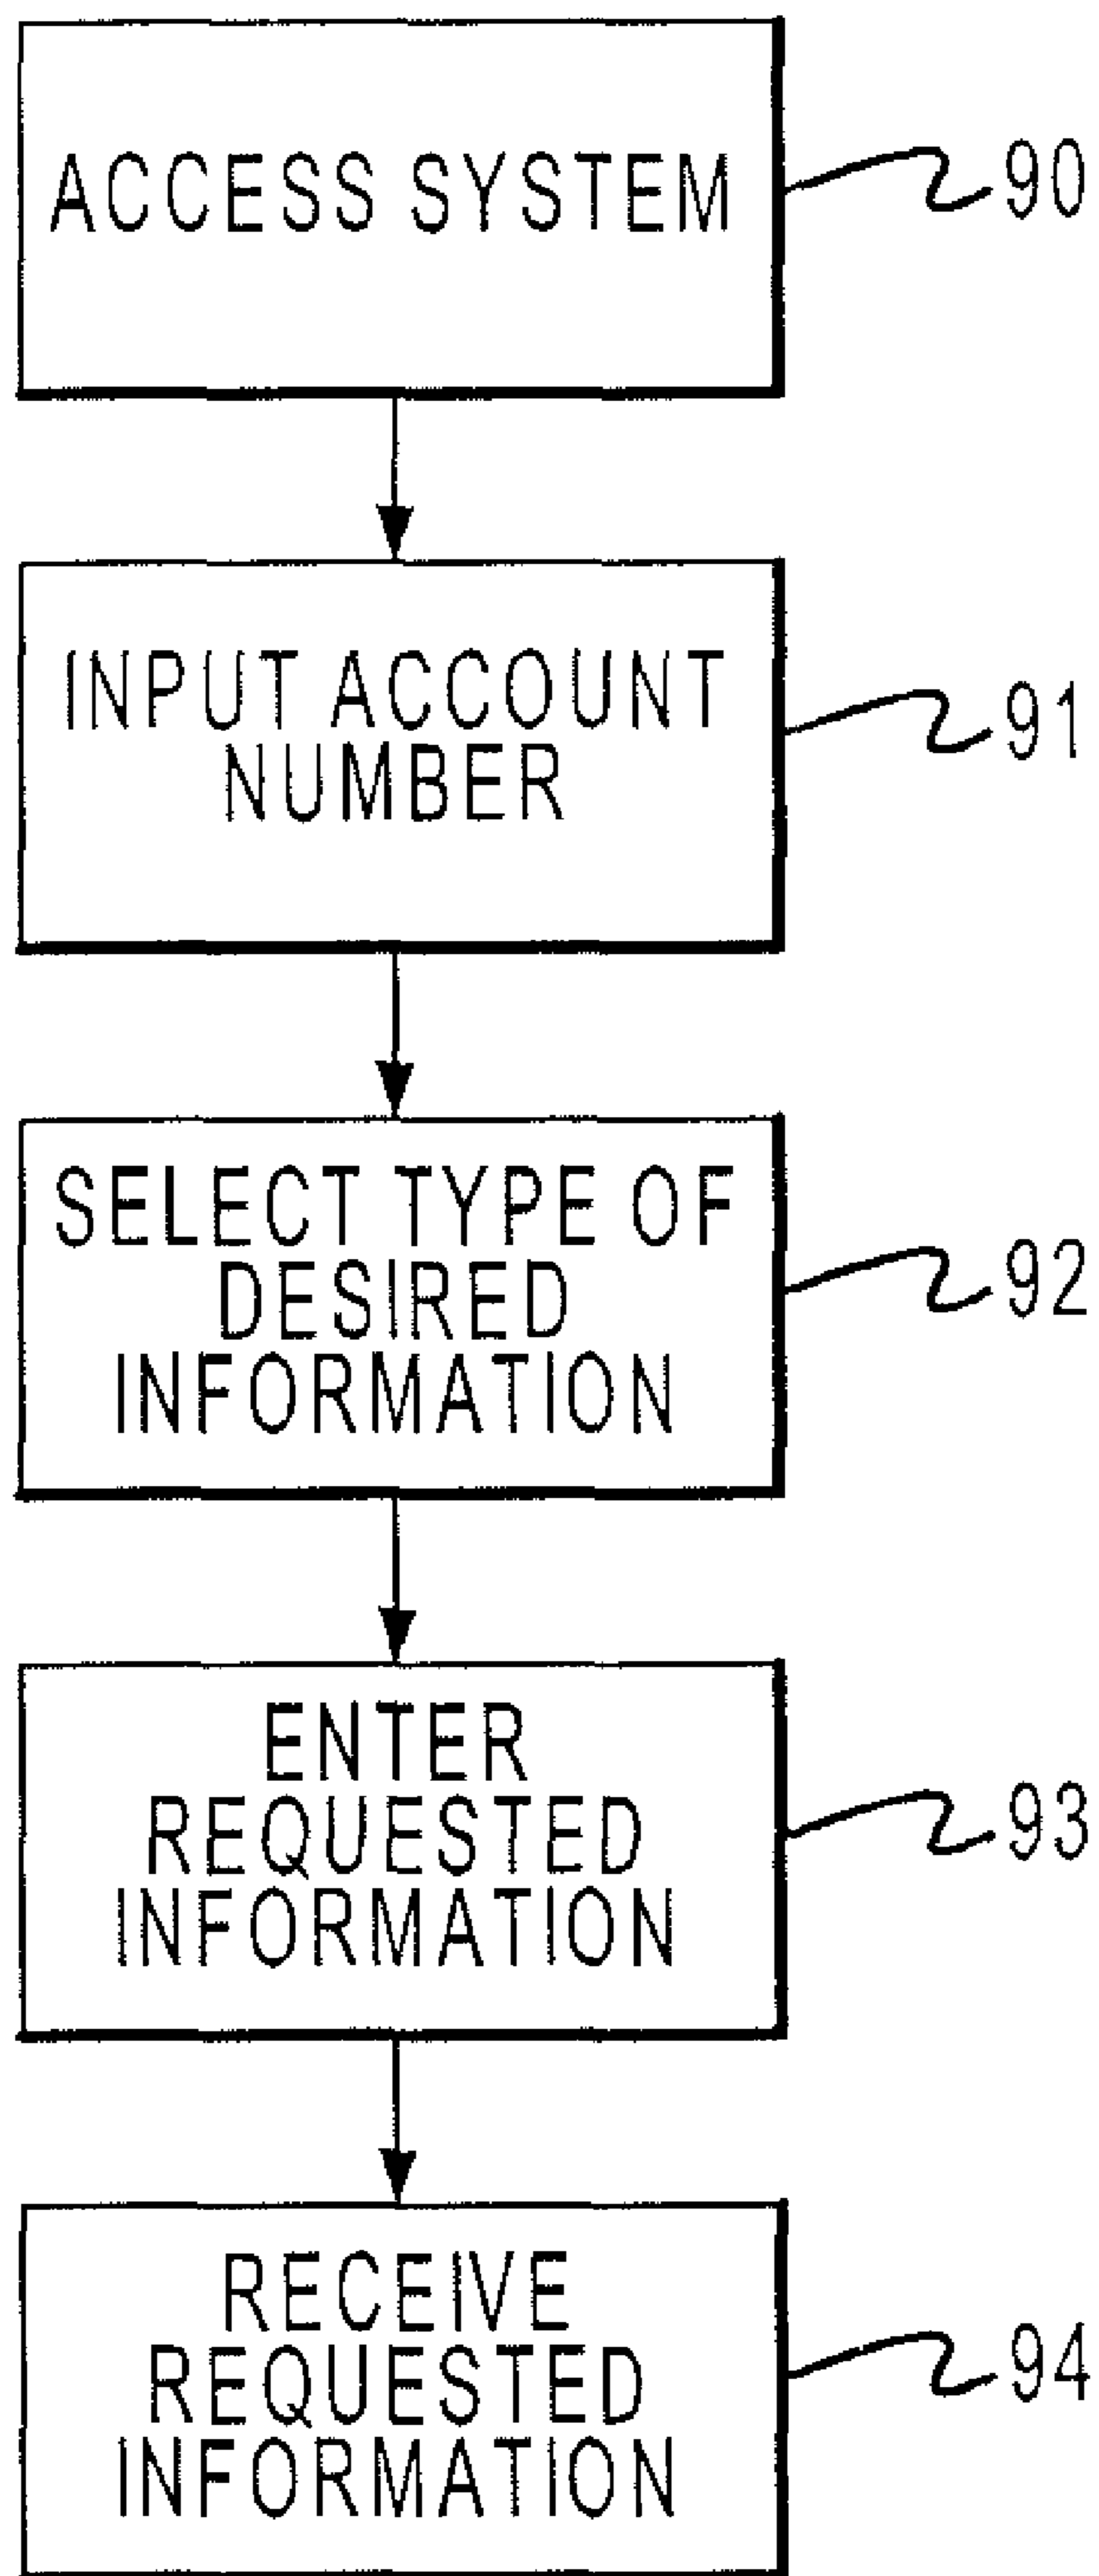 ACCESS SYSTEM
90
INPUT ACCOUNT
NUMBER
91
SELECT TYPE OF
DESIRED
INFORMATION
92
ENTER
REQUESTED
INFORMATION
93
RECEIVE
REQUESTED
INFORMATION
94